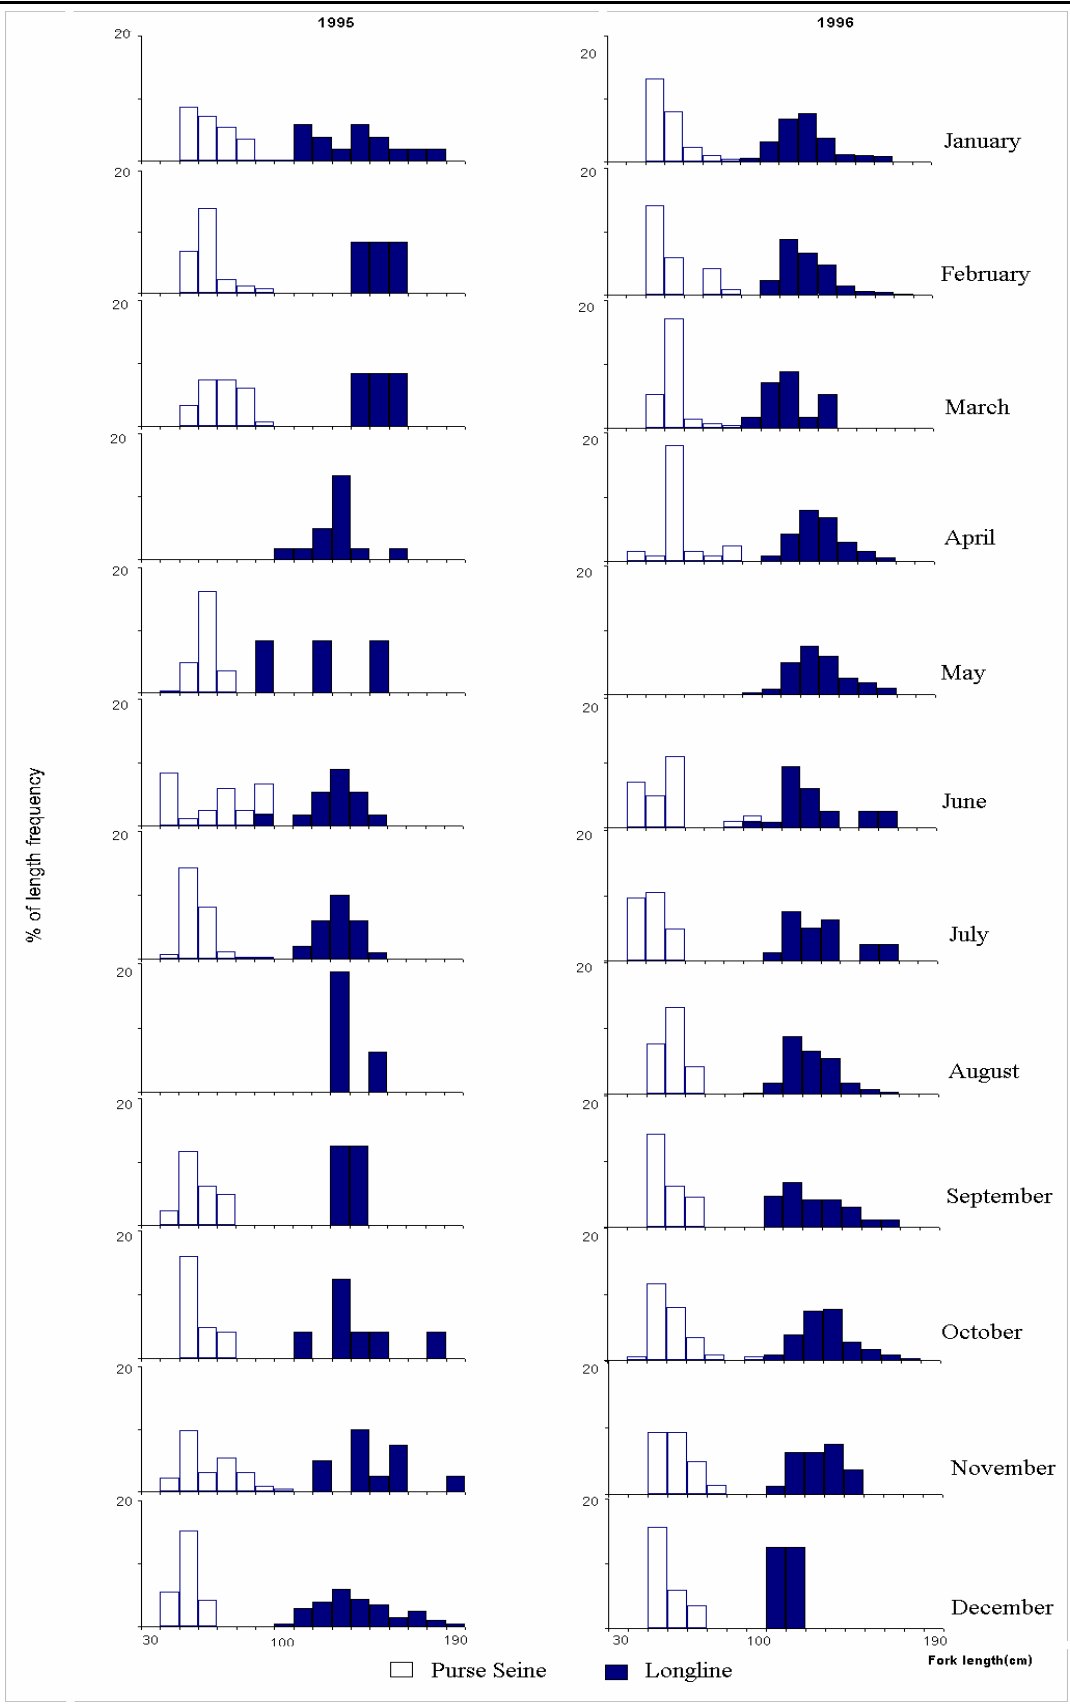 1995 1996
20 20
January
20 20
February
20 20
March
20 20
April
20 20
May
20 20
June
20 20
July
% of length frequency
20 20
August
20 20
September
20 20
October
20 20
November
20 20
December
30 100 190 30 100 190
Fork length(cm)
Purse Seine Longline